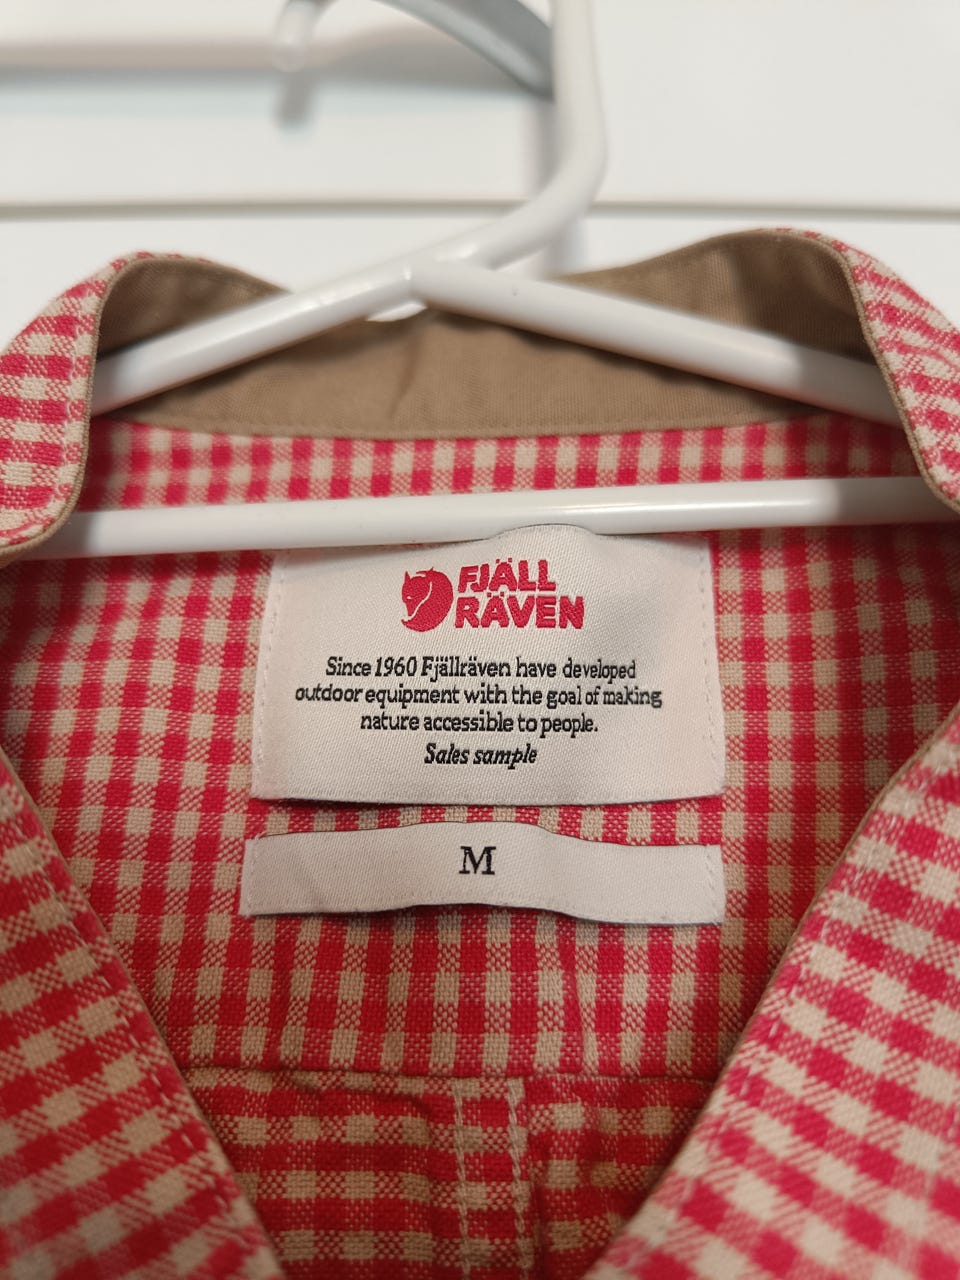 FJÄLL
RÄVEN
Since 1960 Fjällräven have developed
outdoor equipment with the goal of making
nature accessible to people.
Sales sample
M